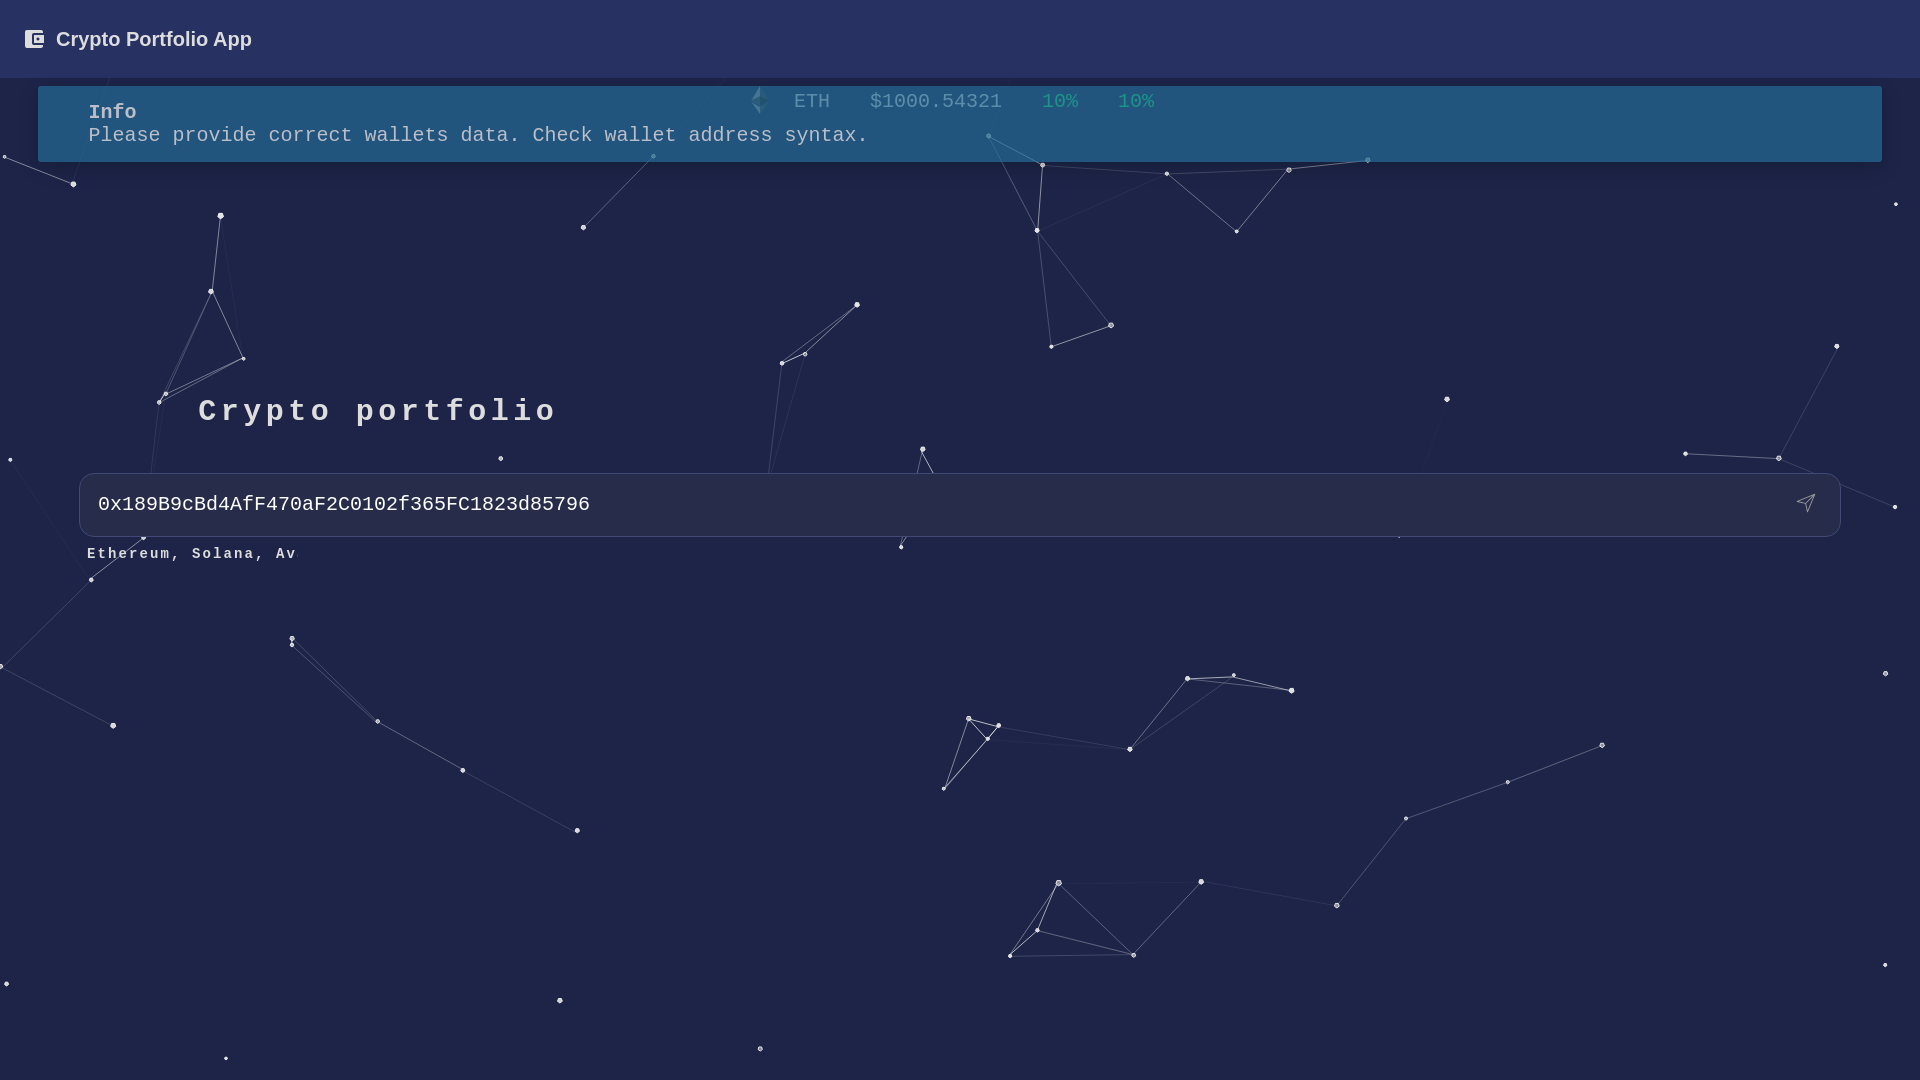 Crypto Portfolio App
ETH $1000.54321 10% 10%
Info
Please provide correct wallets data. Check wallet address syntax.
Crypto portfolio
0x189B9cBd4AfF470aF2C0102f365FC1823d85796
Ethereum, Solana, Av